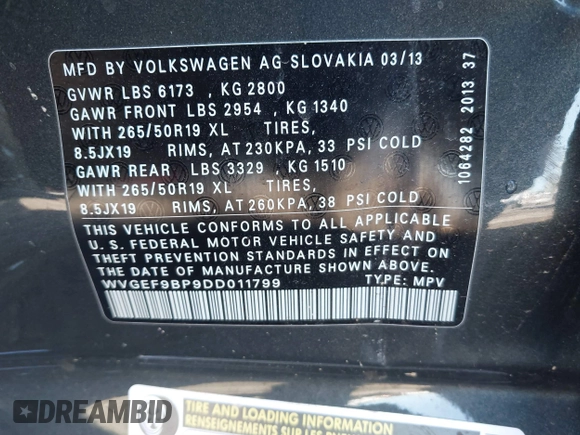 MFD BY VOLKSWAGEN AG SLOVAKIA 03/13
GVWR LBS 6173 , KG 2800
GAWR FRONT LBS 2954 , KG 1340
WITH 265/50R19 XL TIRES,
8.5JX19 RIMS, AT 230KPA, 33 PSI COLD
GAWR REAR LBS 3329 , KG 1510
WITH 265/50R19 XL TIRES,
8.5JX19 RIMS, AT 260KPA, 38 PSI COLD
THIS VEHICLE CONFORMS TO ALL APPLICABLE
U. S. FEDERAL MOTOR VEHICLE SAFETY AND
THEFT PREVENTION STANDARDS IN EFFECT ON
THE DATE OF MANUFACTURE SHOWN ABOVE.
WVGEF9BP9DD011799 TYPE: MPV
1064282 2013 37
TIRE AND LOADING INFORMATION
RENSEIGNEMENTS SUR LES
DREAMBID